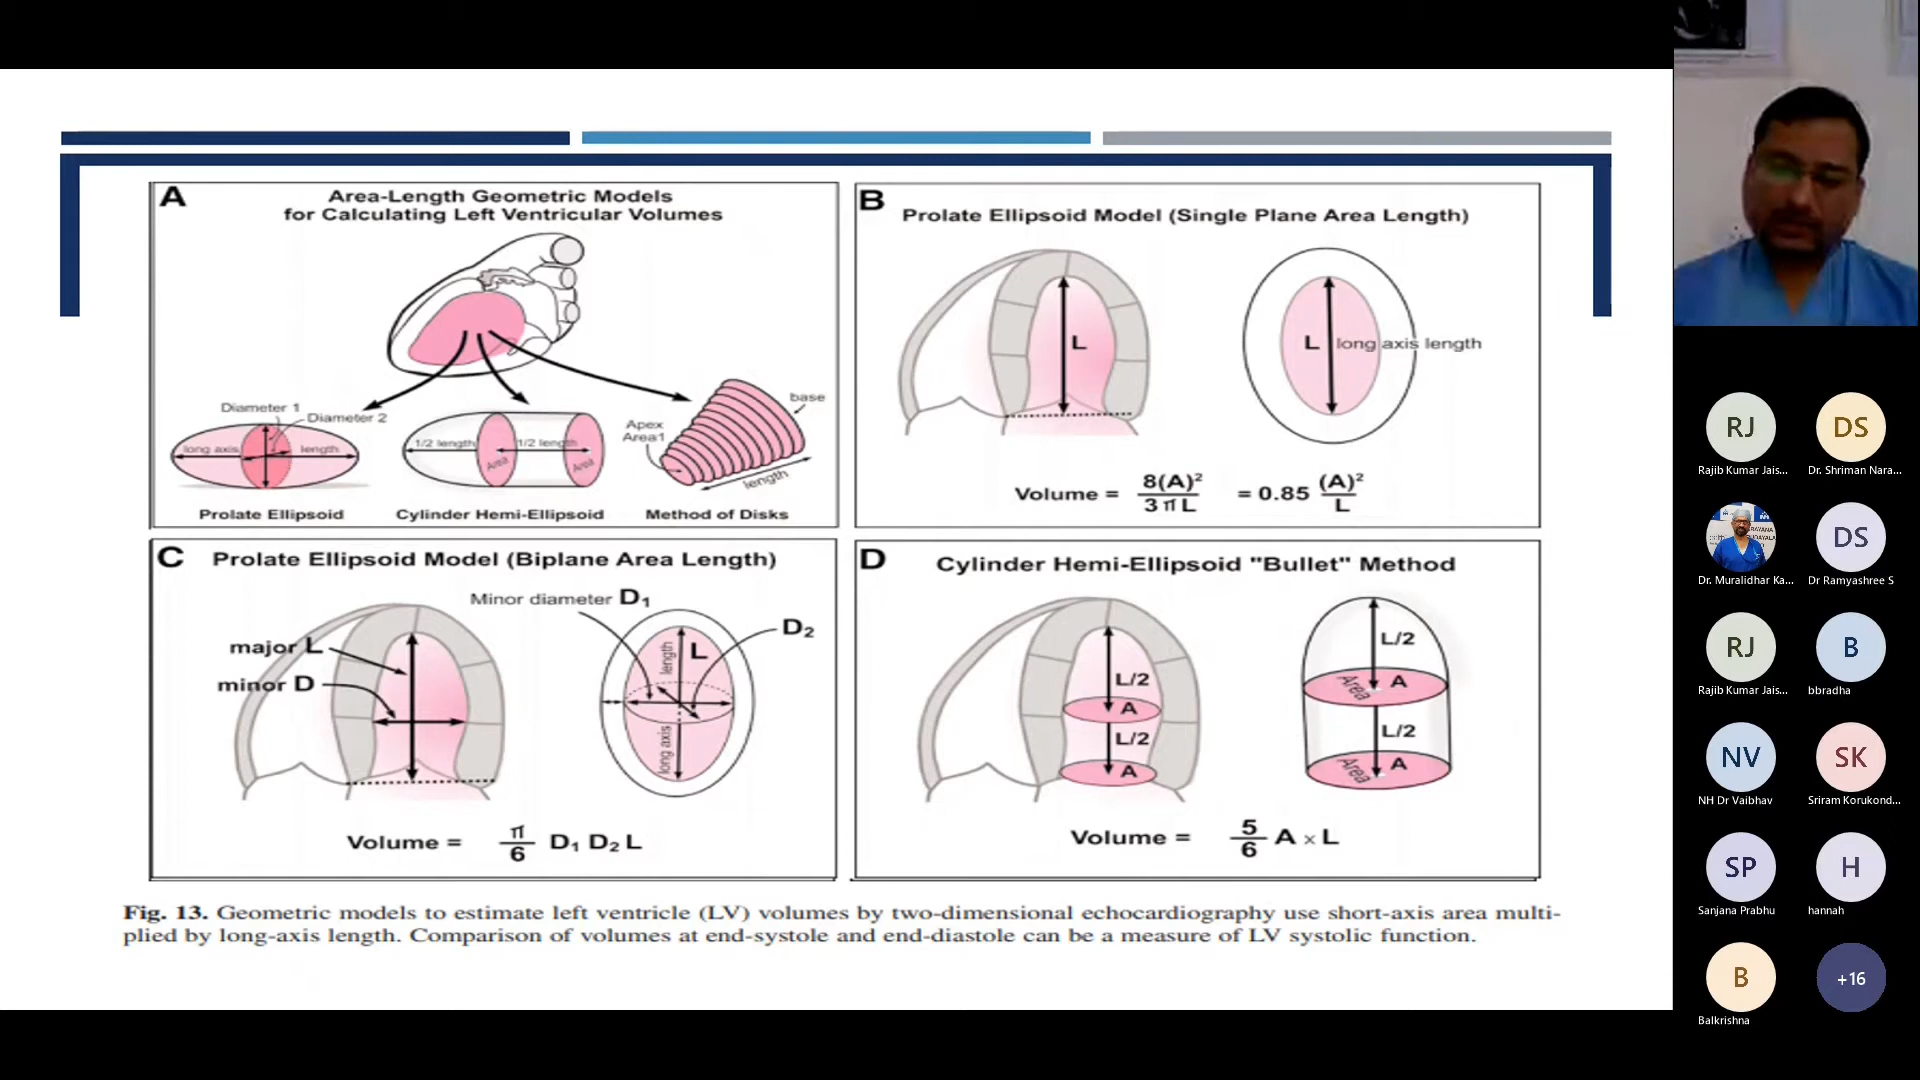 A
Area-Length Geometric Models
for Calculating Left Ventricular Volumes
Diameter 1
Diameter 2
long axis
length
1/2 length
1/2 length
Area
Area
Apex
Area1
base
length
Prolate Ellipsoid
Cylinder Hemi-Ellipsoid
Method of Disks
B
Prolate Ellipsoid Model (Single Plane Area Length)
L
L long axis length
Volume = 8(A)² / 3 π L = 0.85 (A)² / L
C
Prolate Ellipsoid Model (Biplane Area Length)
Minor diameter D₁
D₂
major L
minor D
length
L
long axis
Volume = π/6 D₁ D₂ L
D
Cylinder Hemi-Ellipsoid "Bullet" Method
L/2
A
L/2
A
L/2
Area A
L/2
Area A
Volume = 5/6 A × L
Fig. 13. Geometric models to estimate left ventricle (LV) volumes by two-dimensional echocardiography use short-axis area multi-
plied by long-axis length. Comparison of volumes at end-systole and end-diastole can be a measure of LV systolic function.
RJ
Rajib Kumar Jais...
DS
Dr. Shriman Nara...
Dr. Muralidhar Ka...
DS
Dr Ramyashree S
RJ
Rajib Kumar Jais...
B
bbradha
NV
NH Dr Vaibhav
SK
Sriram Korukond...
SP
Sanjana Prabhu
H
hannah
B
Balkrishna
+16